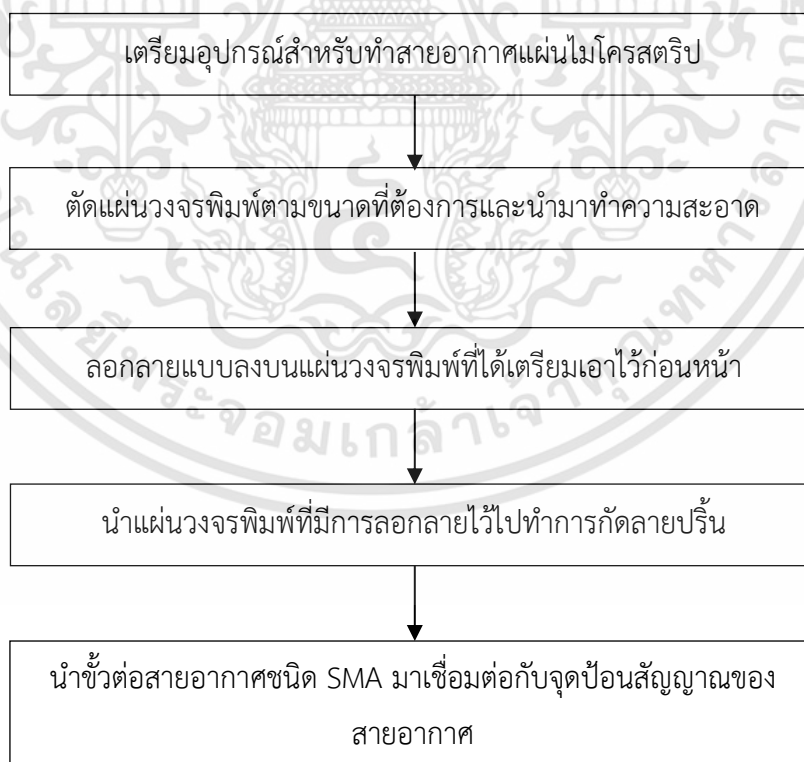 เตรียมอุปกรณ์สำหรับทำสายอากาศแผ่นไมโครสตริป
ตัดแผ่นวงจรพิมพ์ตามขนาดที่ต้องการและนำมาทำความสะอาด
ลอกลายแบบลงบนแผ่นวงจรพิมพ์ที่ได้เตรียมเอาไว้ก่อนหน้า
นำแผ่นวงจรพิมพ์ที่มีการลอกลายไว้ไปทำการกัดลายปริ้น
นำขั้วต่อสายอากาศชนิด SMA มาเชื่อมต่อกับจุดป้อนสัญญาณของ
สายอากาศ